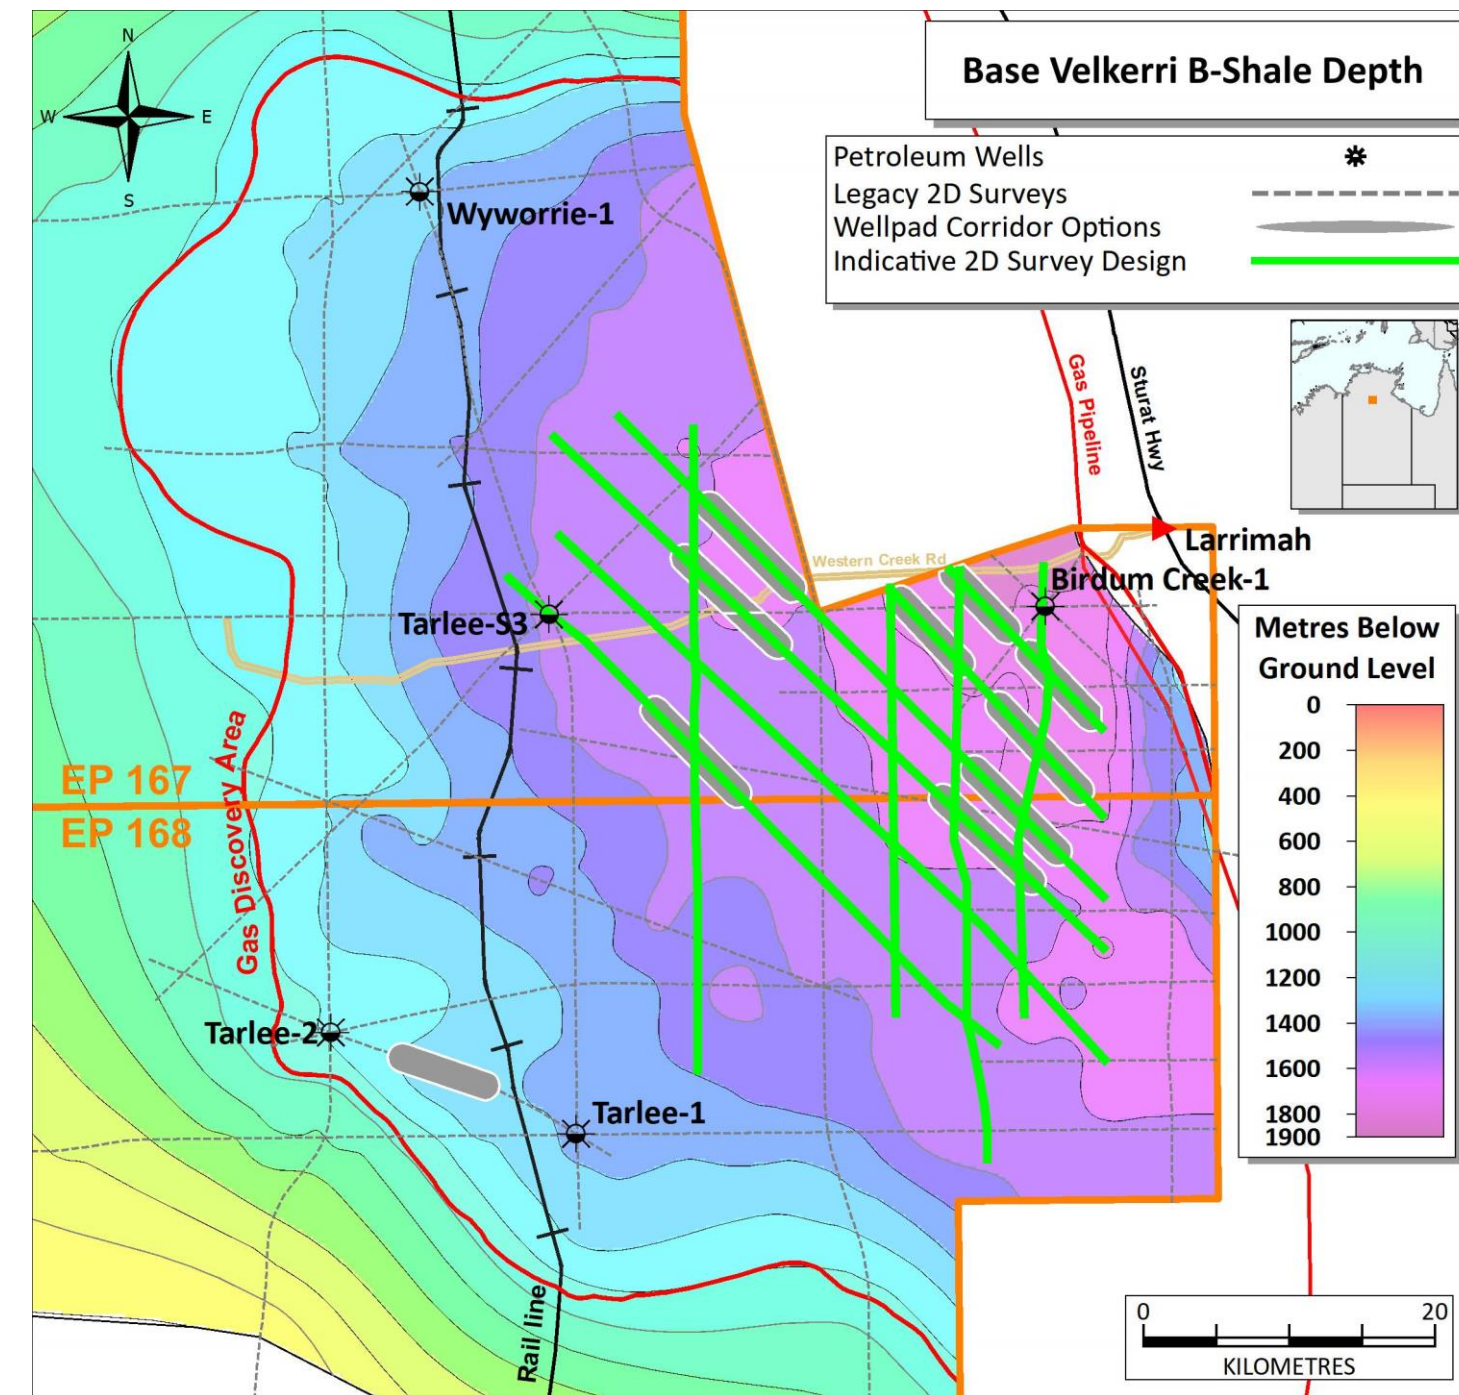 Base Velkerri B-Shale Depth
N
W
E
S
Petroleum Wells
Legacy 2D Surveys
Wellpad Corridor Options
Indicative 2D Survey Design
Wyworrie-1
Gas Pipeline
Sturat Hwy
Western Creek Rd
Larrimah
Birdum Creek-1
Tarlee-S3
Metres Below
Ground Level
0
200
400
600
800
1000
1200
1400
1600
1800
1900
EP 167
EP 168
Gas Discovery Area
Tarlee-2
Tarlee-1
Rail line
0
20
KILOMETRES